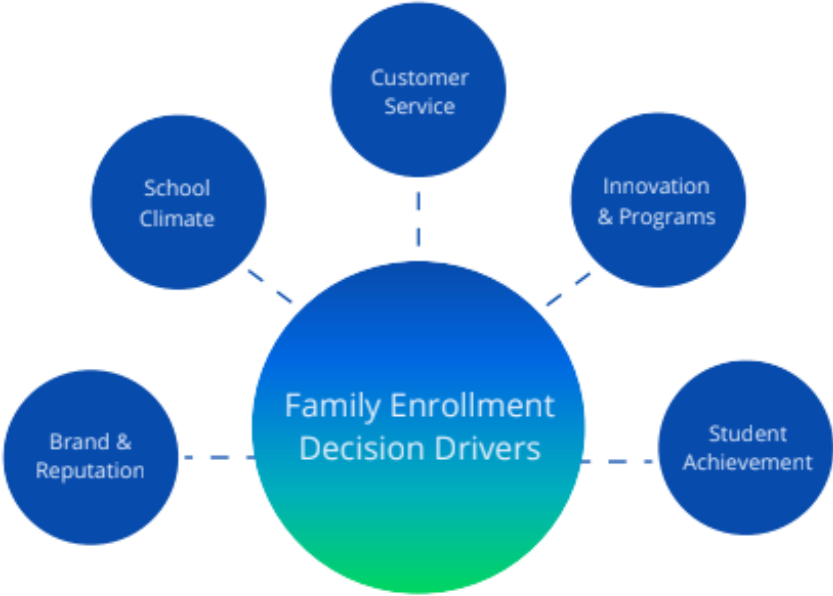 Customer
Service
School
Climate
Innovation
& Programs
Family Enrollment
Decision Drivers
Brand &
Reputation
Student
Achievement